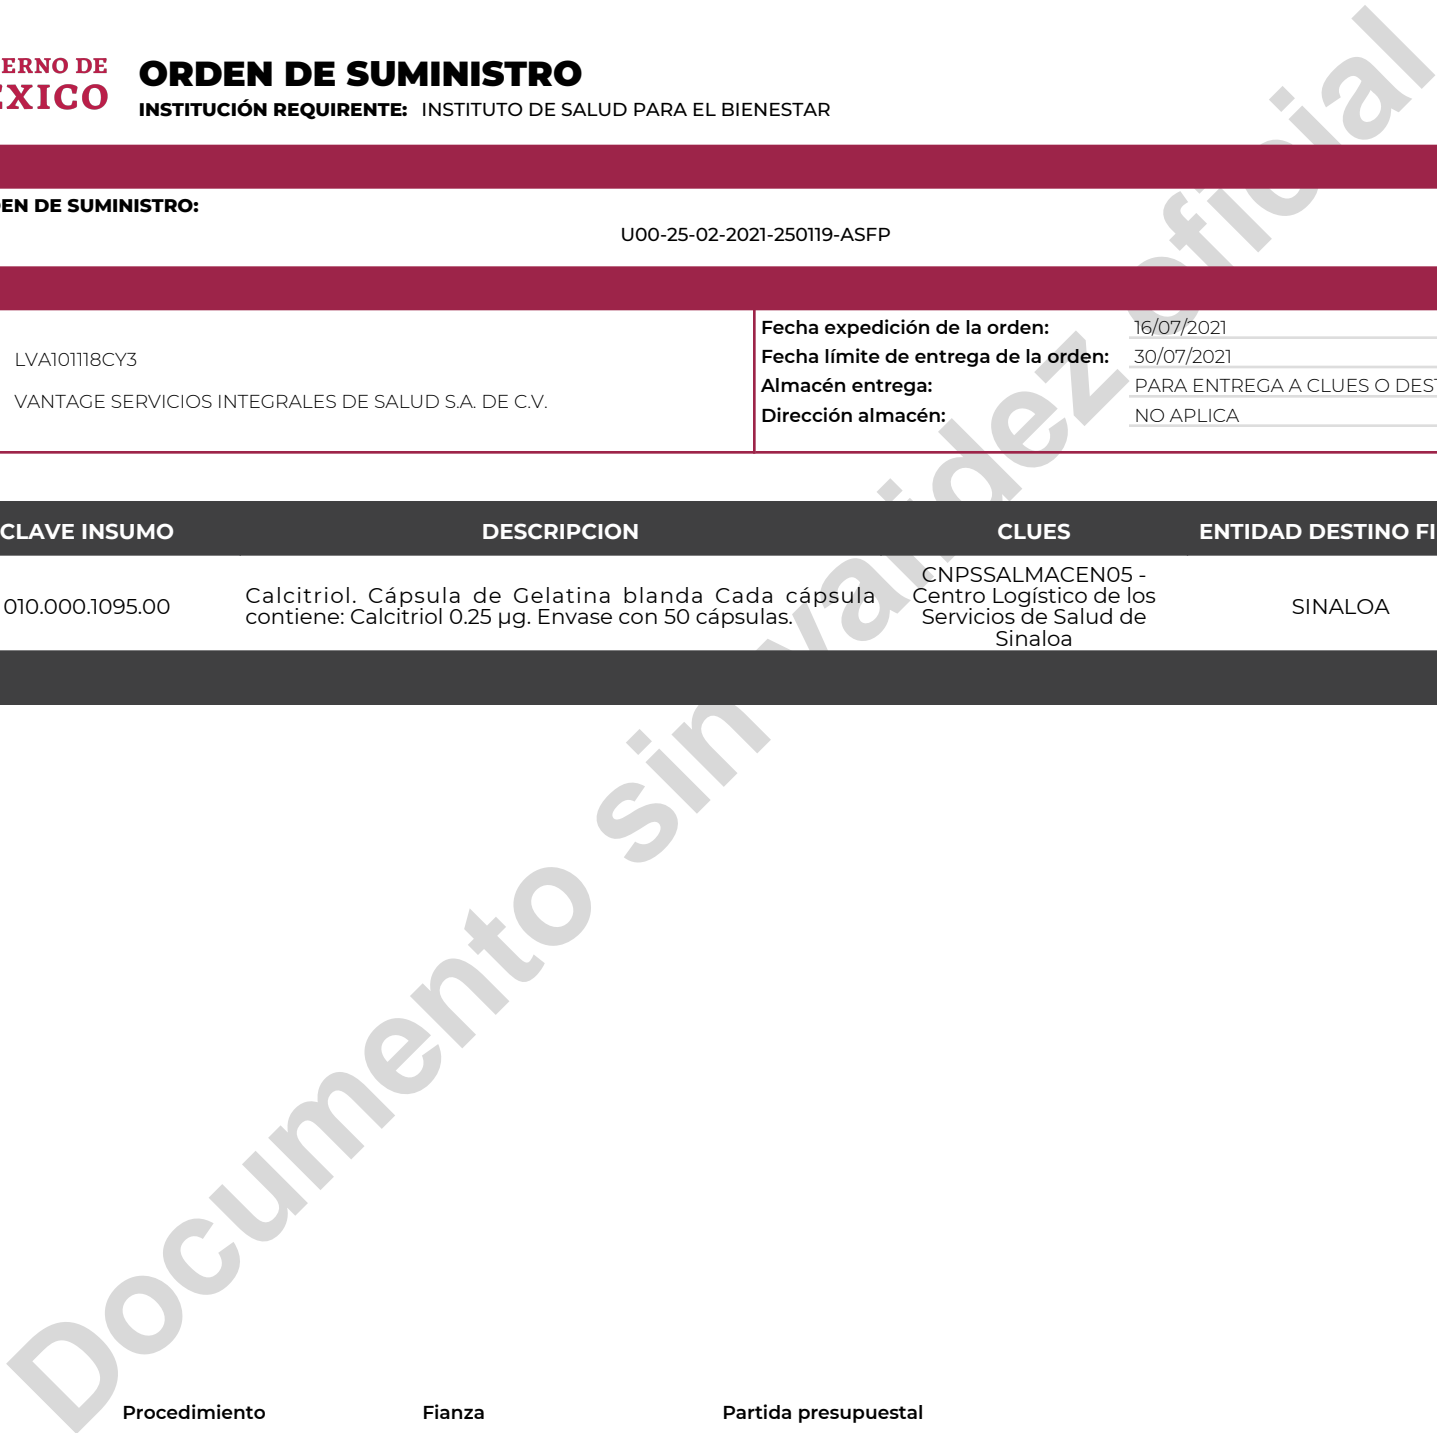 ERNO DE
ÉXICO
ORDEN DE SUMINISTRO
INSTITUCIÓN REQUIRENTE: INSTITUTO DE SALUD PARA EL BIENESTAR
EN DE SUMINISTRO:
U00-25-02-2021-250119-ASFP
LVA101118CY3
VANTAGE SERVICIOS INTEGRALES DE SALUD S.A. DE C.V.
Fecha expedición de la orden: 16/07/2021
Fecha límite de entrega de la orden: 30/07/2021
Almacén entrega: PARA ENTREGA A CLUES O DEST
Dirección almacén: NO APLICA
CLAVE INSUMO DESCRIPCION CLUES ENTIDAD DESTINO FI
010.000.1095.00
Calcitriol. Cápsula de Gelatina blanda Cada cápsula
contiene: Calcitriol 0.25 µg. Envase con 50 cápsulas.
CNPSSALMACEN05 -
Centro Logístico de los
Servicios de Salud de
Sinaloa
SINALOA
Documento sin validez oficial
Procedimiento Fianza Partida presupuestal